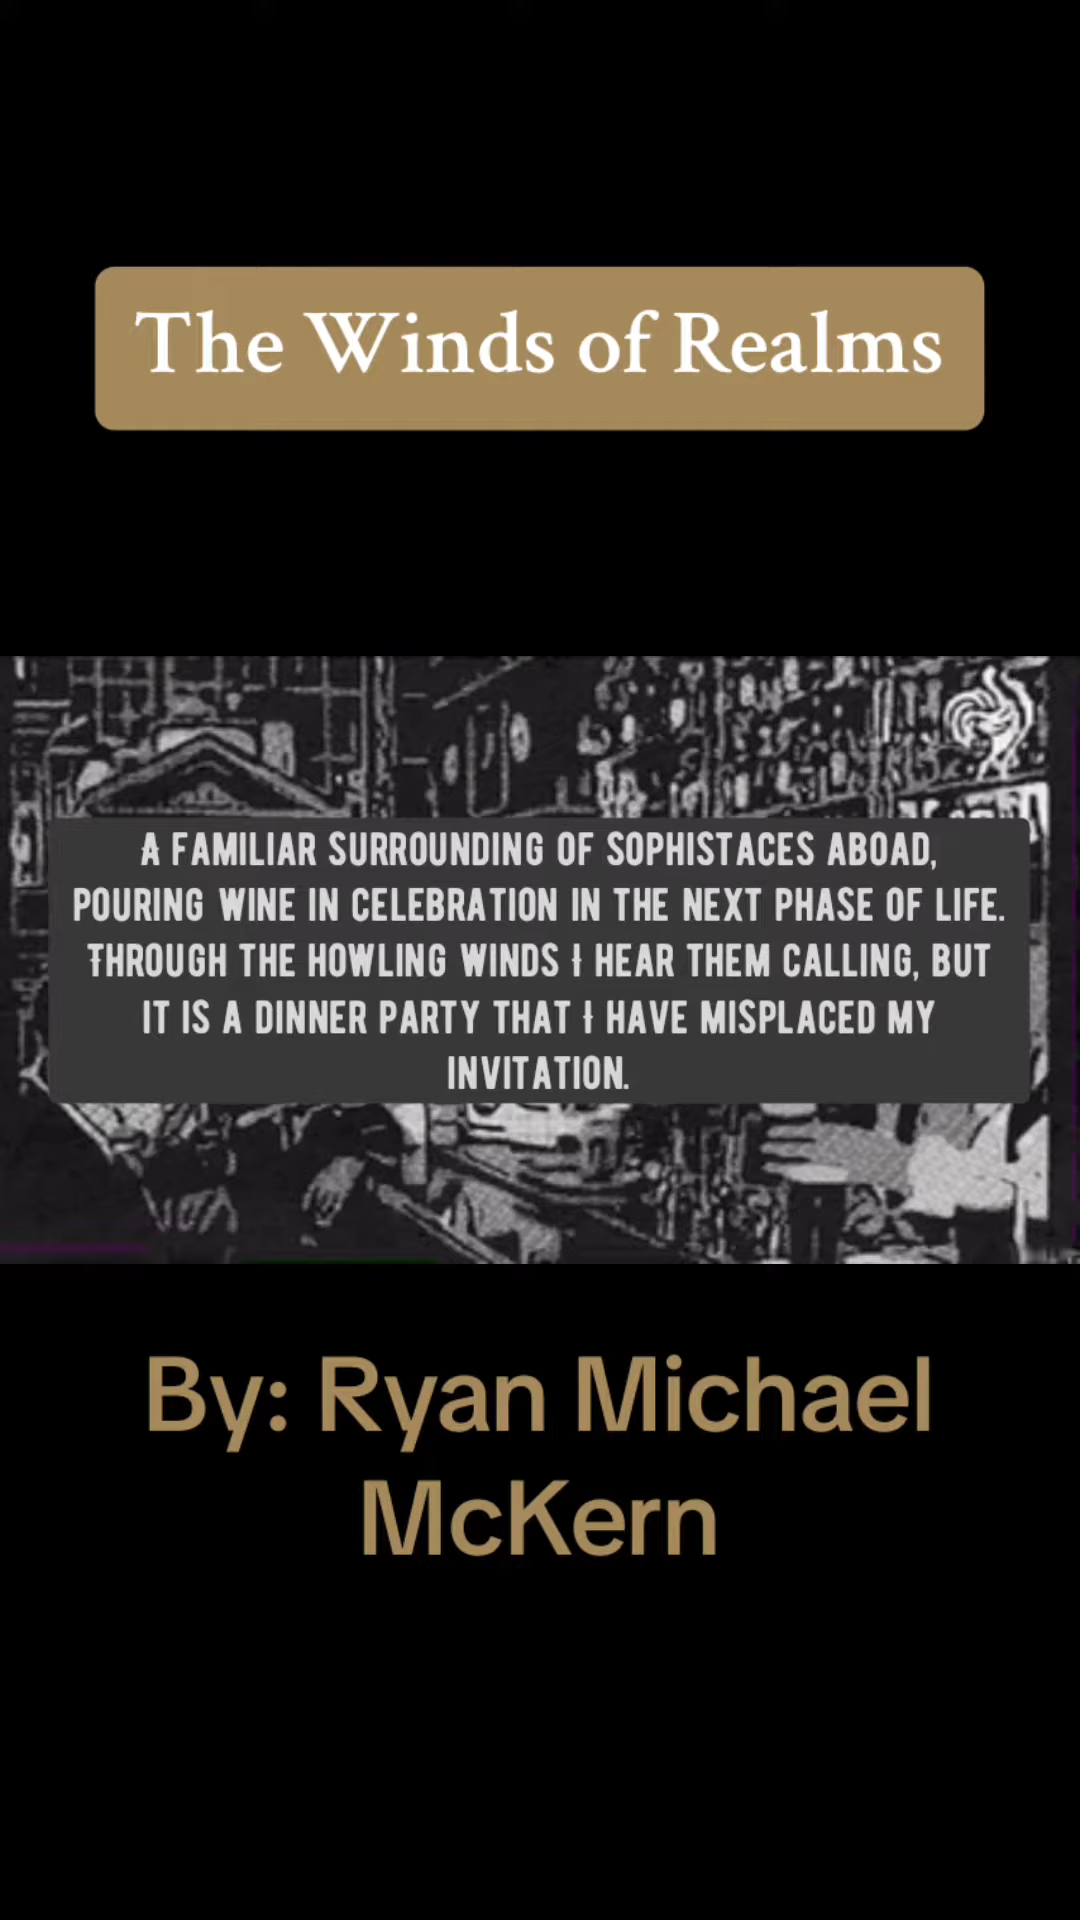 The Winds of Realms
A FAMILIAR SURROUNDING OF SOPHISTACES ABOAD,
POURING WINE IN CELEBRATION IN THE NEXT PHASE OF LIFE.
THROUGH THE HOWLING WINDS I HEAR THEM CALLING, BUT
IT IS A DINNER PARTY THAT I HAVE MISPLACED MY
INVITATION.
By: Ryan Michael
McKern